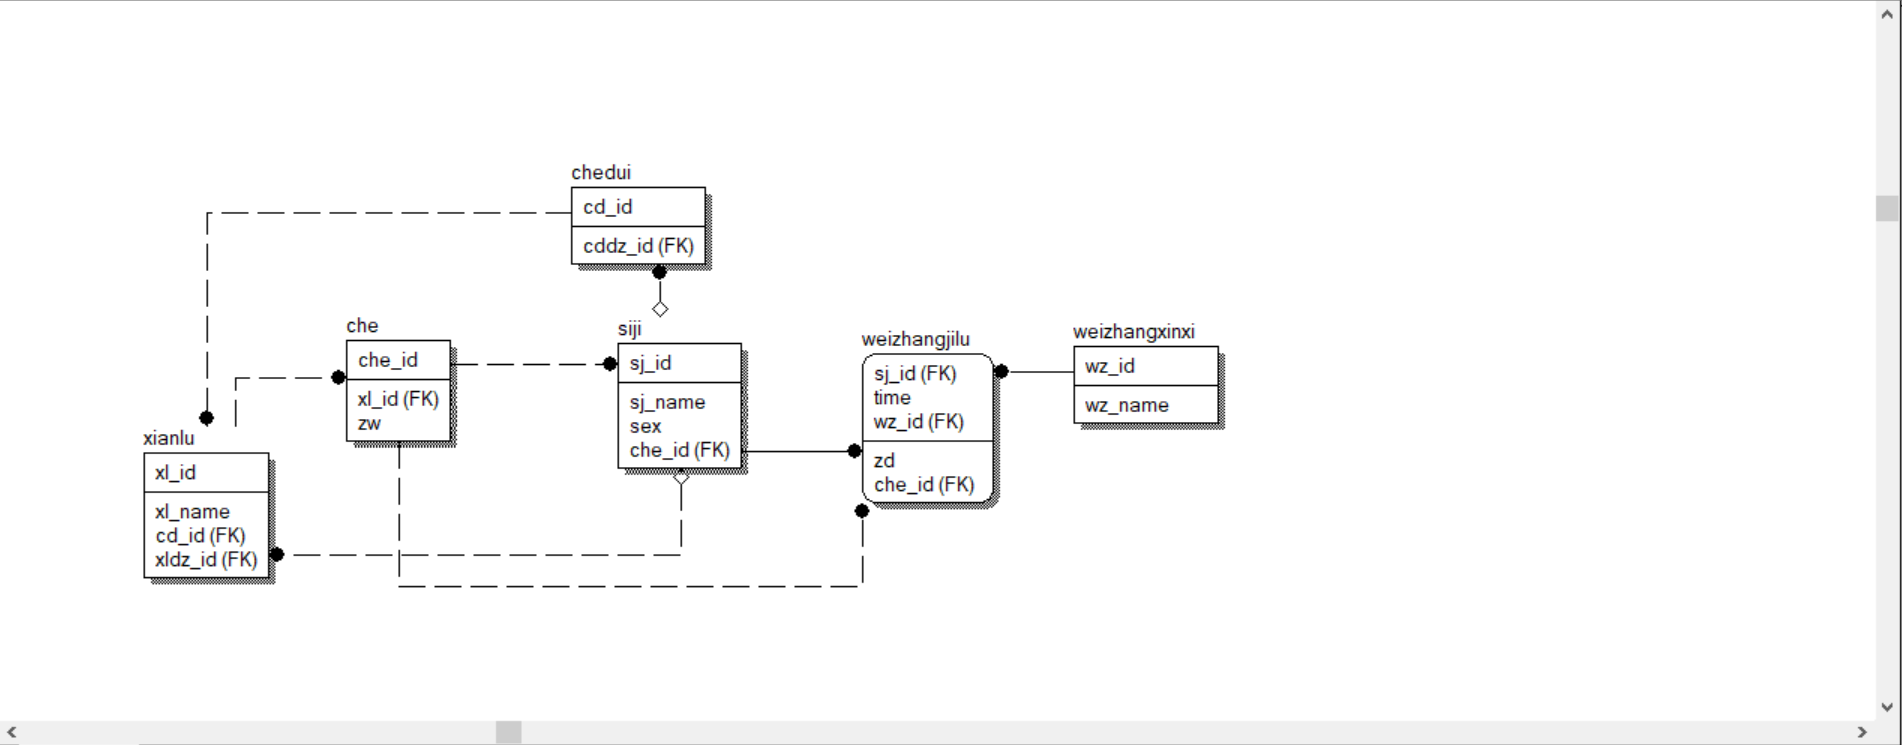 chedui
cd_id
cddz_id (FK)
che
che_id
xl_id (FK)
zw
siji
sj_id
sj_name
sex
che_id (FK)
weizhangjilu
sj_id (FK)
time
wz_id (FK)
zd
che_id (FK)
weizhangxinxi
wz_id
wz_name
xianlu
xl_id
xl_name
cd_id (FK)
xldz_id (FK)